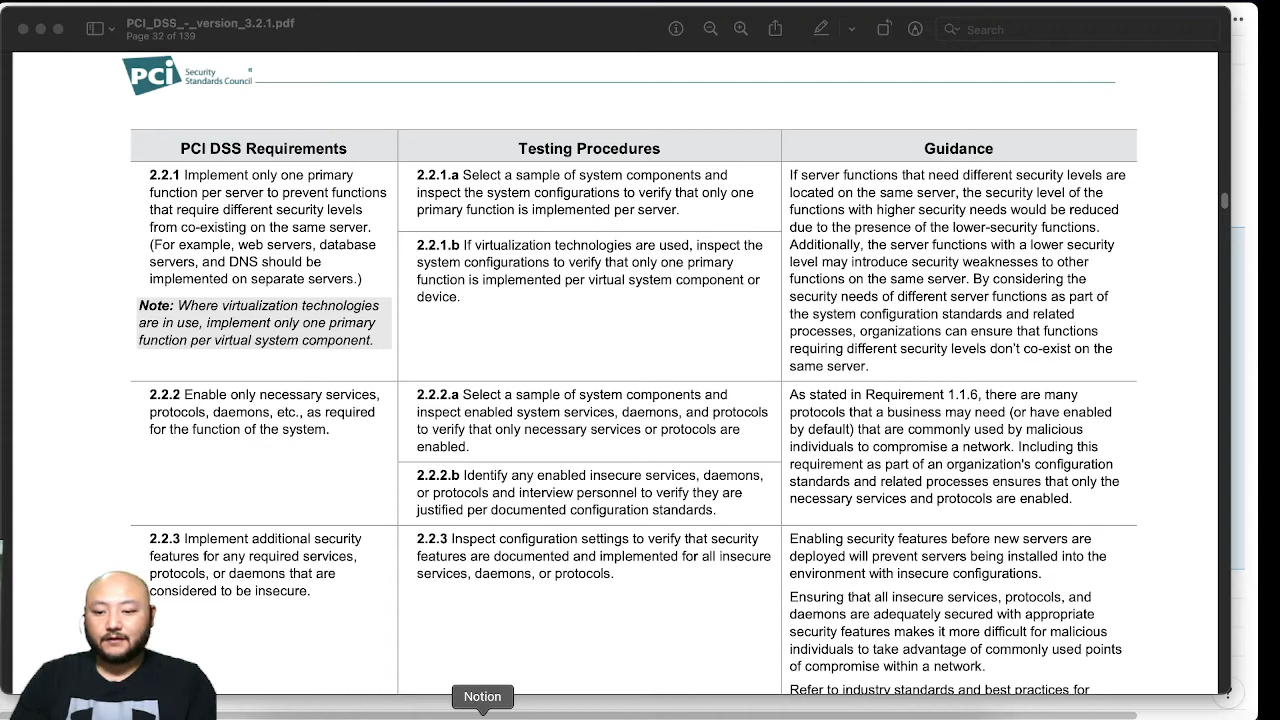 PCI_DSS_-_version_3.2.1.pdf
Page 32 of 139
Search
PCI Security
Standards Council
PCI DSS Requirements
Testing Procedures
Guidance
2.2.1 Implement only one primary
function per server to prevent functions
that require different security levels
from co-existing on the same server.
(For example, web servers, database
servers, and DNS should be
implemented on separate servers.)
Note: Where virtualization technologies
are in use, implement only one primary
function per virtual system component.
2.2.1.a Select a sample of system components and
inspect the system configurations to verify that only one
primary function is implemented per server.
2.2.1.b If virtualization technologies are used, inspect the
system configurations to verify that only one primary
function is implemented per virtual system component or
device.
If server functions that need different security levels are
located on the same server, the security level of the
functions with higher security needs would be reduced
due to the presence of the lower-security functions.
Additionally, the server functions with a lower security
level may introduce security weaknesses to other
functions on the same server. By considering the
security needs of different server functions as part of
the system configuration standards and related
processes, organizations can ensure that functions
requiring different security levels don't co-exist on the
same server.
2.2.2 Enable only necessary services,
protocols, daemons, etc., as required
for the function of the system.
2.2.2.a Select a sample of system components and
inspect enabled system services, daemons, and protocols
to verify that only necessary services or protocols are
enabled.
2.2.2.b Identify any enabled insecure services, daemons,
or protocols and interview personnel to verify they are
justified per documented configuration standards.
As stated in Requirement 1.1.6, there are many
protocols that a business may need (or have enabled
by default) that are commonly used by malicious
individuals to compromise a network. Including this
requirement as part of an organization's configuration
standards and related processes ensures that only the
necessary services and protocols are enabled.
2.2.3 Implement additional security
features for any required services,
protocols, or daemons that are
considered to be insecure.
2.2.3 Inspect configuration settings to verify that security
features are documented and implemented for all insecure
services, daemons, or protocols.
Enabling security features before new servers are
deployed will prevent servers being installed into the
environment with insecure configurations.
Ensuring that all insecure services, protocols, and
daemons are adequately secured with appropriate
security features makes it more difficult for malicious
individuals to take advantage of commonly used points
of compromise within a network.
Refer to industry standards and best practices for
Notion
?